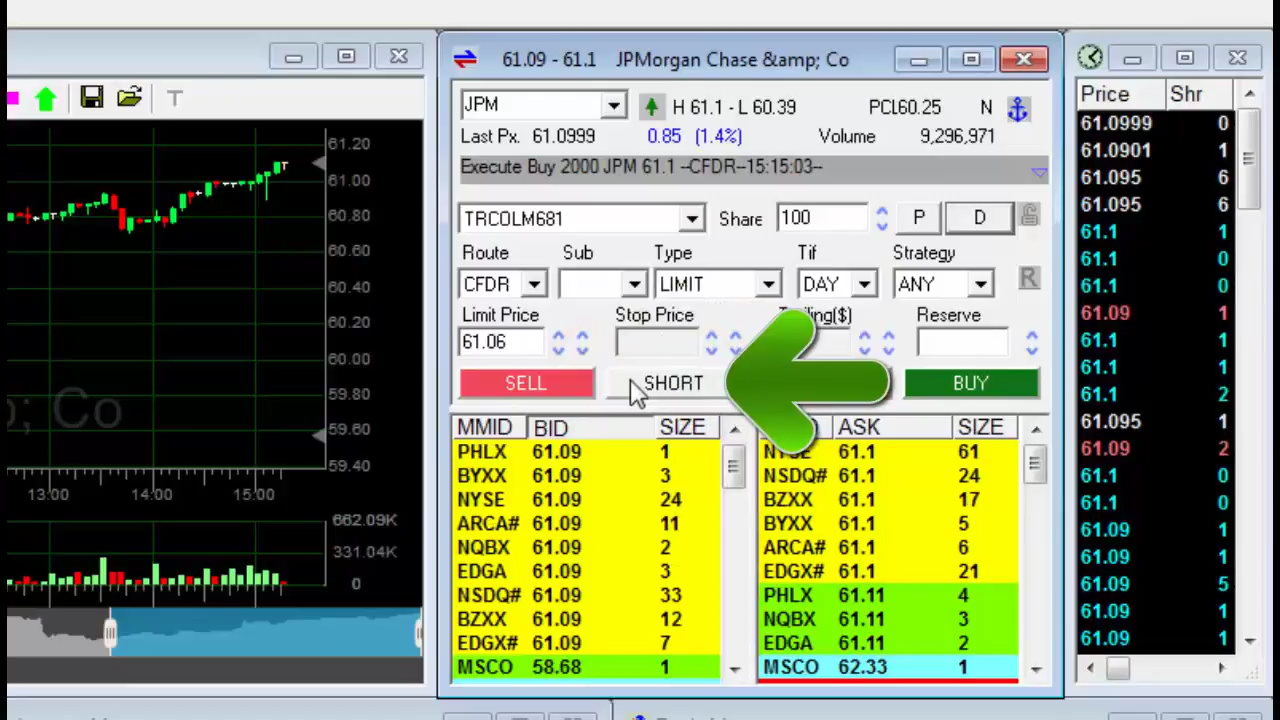 61.09 - 61.1 JPMorgan Chase &amp; Co
JPM H 61.1 - L 60.39 PCL60.25 N
Last Px. 61.0999 0.85 (1.4%) Volume 9,296,971
Execute Buy 2000 JPM 61.1 --CFDR--15:15:03--
TRCOLM681 Share 100 P D
Route Sub Type Tif Strategy
CFDR LIMIT DAY ANY R
Limit Price Stop Price ling($) Reserve
61.06
SELL SHORT BUY
MMID BID SIZE
PHLX 61.09 1
BYXX 61.09 3
NYSE 61.09 24
ARCA# 61.09 11
NQBX 61.09 2
EDGA 61.09 3
NSDQ# 61.09 33
BZXX 61.09 12
EDGX# 61.09 7
MSCO 58.68 1
ASK SIZE
NYSE 61.1 61
NSDQ# 61.1 24
BZXX 61.1 17
BYXX 61.1 5
ARCA# 61.1 6
EDGX# 61.1 21
PHLX 61.11 4
NQBX 61.11 3
EDGA 61.11 2
MSCO 62.33 1
T
61.20
61.00
60.80
60.60
60.40
60.20
60.00
59.80
59.60
59.40
; Co
13:00 14:00 15:00
662.09K
331.04K
0
Price Shr
61.0999 0
61.0901 1
61.095 6
61.095 6
61.1 1
61.1 0
61.1 0
61.09 1
61.1 1
61.1 1
61.1 2
61.095 1
61.09 2
61.1 0
61.1 0
61.09 1
61.09 1
61.09 5
61.09 1
61.09 1